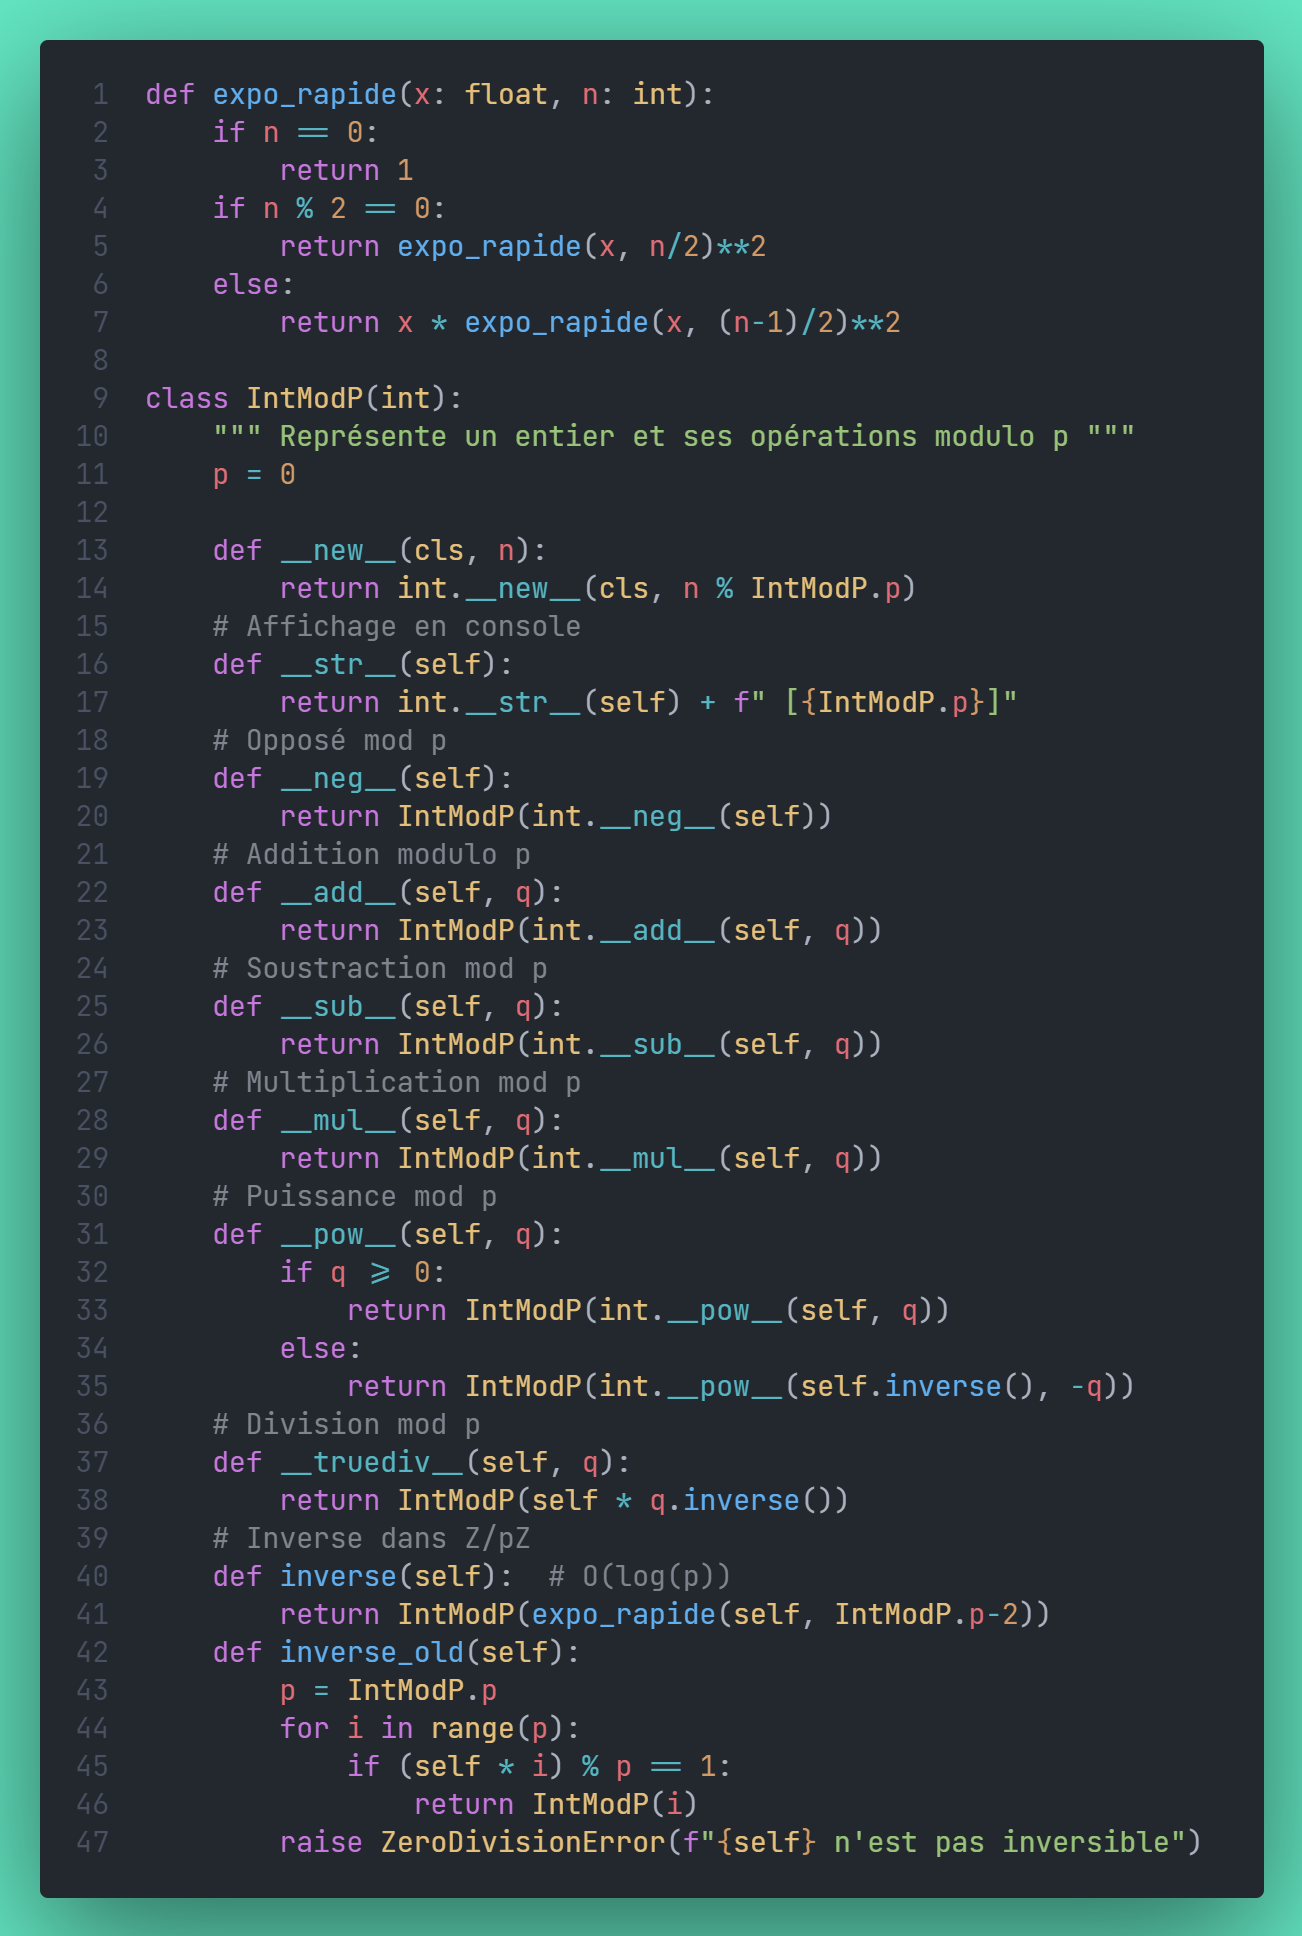 1 def expo_rapide(x: float, n: int):
2     if n == 0:
3         return 1
4     if n % 2 == 0:
5         return expo_rapide(x, n/2)**2
6     else:
7         return x * expo_rapide(x, (n-1)/2)**2
8
9 class IntModP(int):
10     """ Représente un entier et ses opérations modulo p """
11     p = 0
12
13     def __new__(cls, n):
14         return int.__new__(cls, n % IntModP.p)
15     # Affichage en console
16     def __str__(self):
17         return int.__str__(self) + f" [{IntModP.p}]"
18     # Opposé mod p
19     def __neg__(self):
20         return IntModP(int.__neg__(self))
21     # Addition modulo p
22     def __add__(self, q):
23         return IntModP(int.__add__(self, q))
24     # Soustraction mod p
25     def __sub__(self, q):
26         return IntModP(int.__sub__(self, q))
27     # Multiplication mod p
28     def __mul__(self, q):
29         return IntModP(int.__mul__(self, q))
30     # Puissance mod p
31     def __pow__(self, q):
32         if q >= 0:
33             return IntModP(int.__pow__(self, q))
34         else:
35             return IntModP(int.__pow__(self.inverse(), -q))
36     # Division mod p
37     def __truediv__(self, q):
38         return IntModP(self * q.inverse())
39     # Inverse dans Z/pZ
40     def inverse(self):  # O(log(p))
41         return IntModP(expo_rapide(self, IntModP.p-2))
42     def inverse_old(self):
43         p = IntModP.p
44         for i in range(p):
45             if (self * i) % p == 1:
46                 return IntModP(i)
47         raise ZeroDivisionError(f"{self} n'est pas inversible")